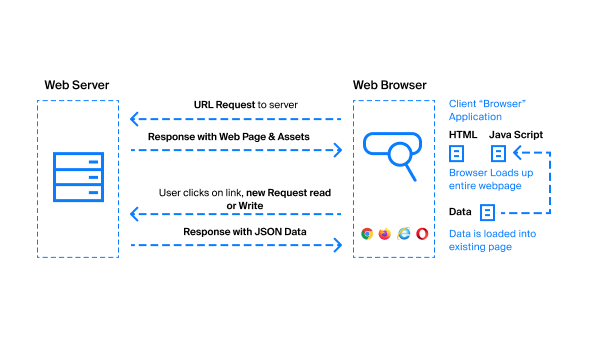 Web Server
Web Browser
URL Request to server
Response with Web Page & Assets
User clicks on link, new Request read
or Write
Response with JSON Data
Client “Browser”
Application
HTML
Java Script
Browser Loads up
entire webpage
Data
Data is loaded into
existing page